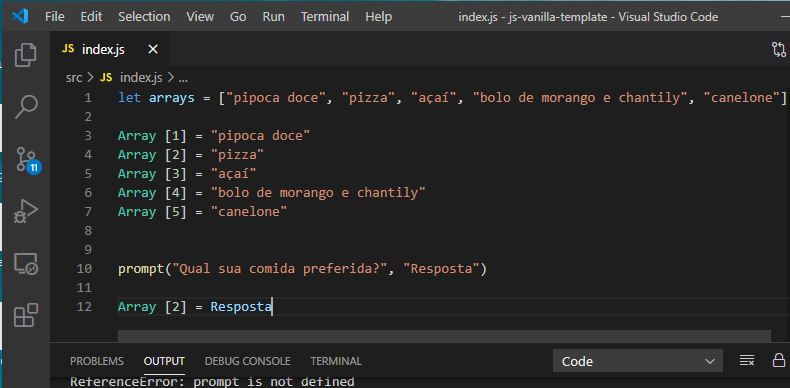 File Edit Selection View Go Run Terminal Help index.js - js-vanilla-template - Visual Studio Code
JS index.js
src > JS index.js > ...
1 let arrays = ["pipoca doce", "pizza", "açaí", "bolo de morango e chantily", "canelone"]
2
3 Array [1] = "pipoca doce"
4 Array [2] = "pizza"
5 Array [3] = "açaí"
6 Array [4] = "bolo de morango e chantily"
7 Array [5] = "canelone"
8
9
10 prompt("Qual sua comida preferida?", "Resposta")
11
12 Array [2] = Resposta
11
PROBLEMS OUTPUT DEBUG CONSOLE TERMINAL Code
ReferenceError: prompt is not defined